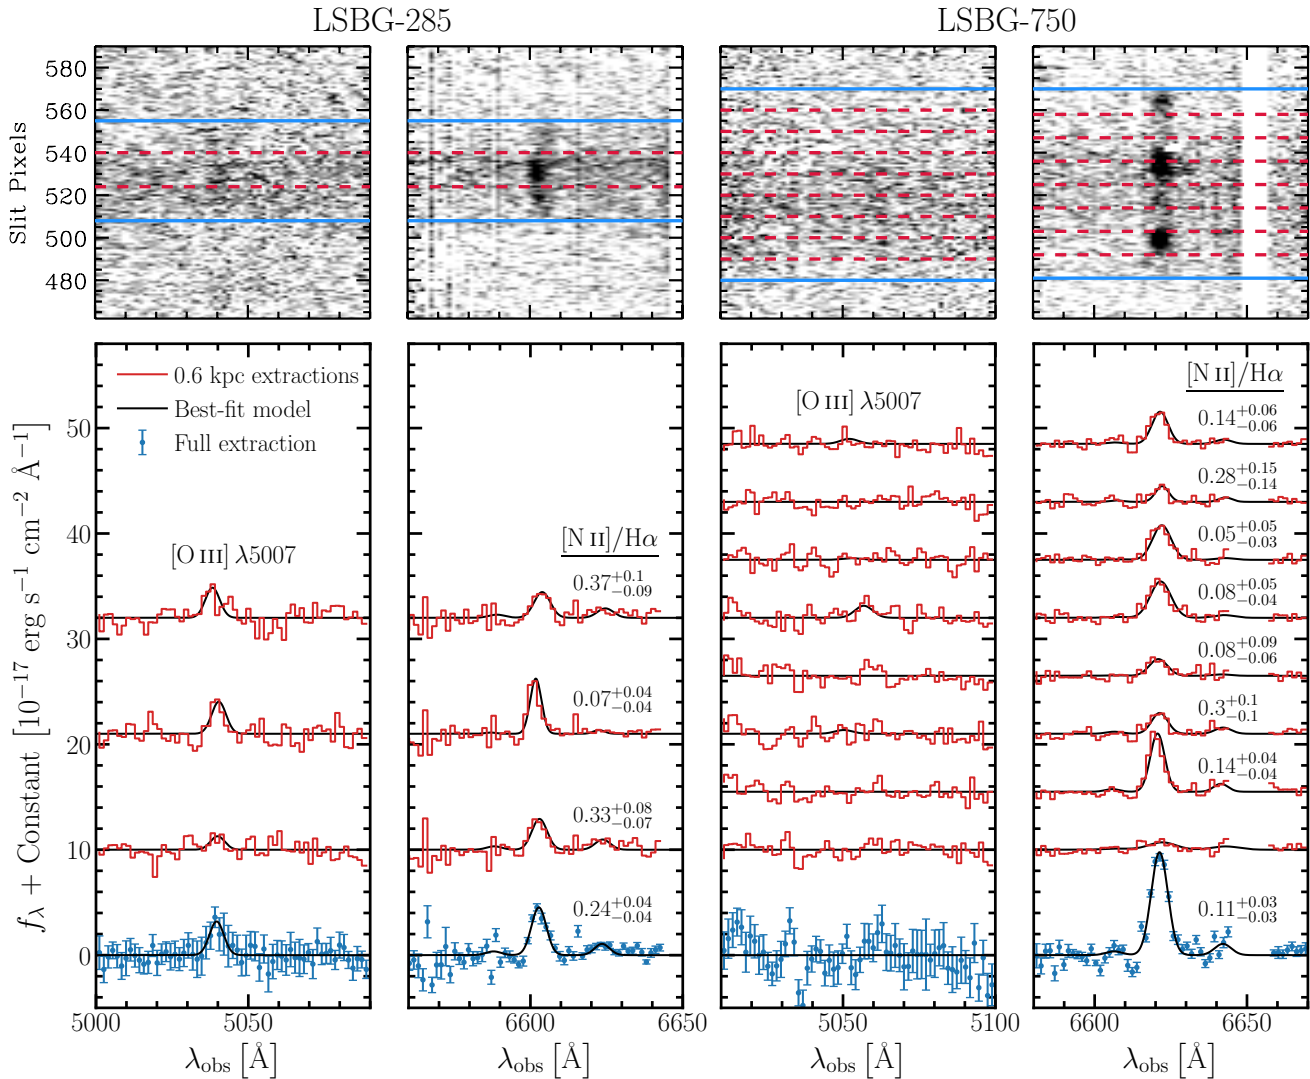 LSBG-285
LSBG-750
Slit Pixels
580
560
540
520
500
480
0.6 kpc extractions
Best-fit model
Full extraction
[O III] λ5007
[N II]/Hα
0.37 +0.1 −0.09
0.07 +0.04 −0.04
0.33 +0.08 −0.07
0.24 +0.04 −0.04
[O III] λ5007
[N II]/Hα
0.14 +0.06 −0.06
0.28 +0.15 −0.14
0.05 +0.05 −0.03
0.08 +0.05 −0.04
0.08 +0.09 −0.06
0.3 +0.1 −0.1
0.14 +0.04 −0.04
0.11 +0.03 −0.03
fλ + Constant [10⁻¹⁷ erg s⁻¹ cm⁻² Å⁻¹]
50
40
30
20
10
0
5000 5050 6600 6650 5050 5100 6600 6650
λobs [Å] λobs [Å] λobs [Å] λobs [Å]